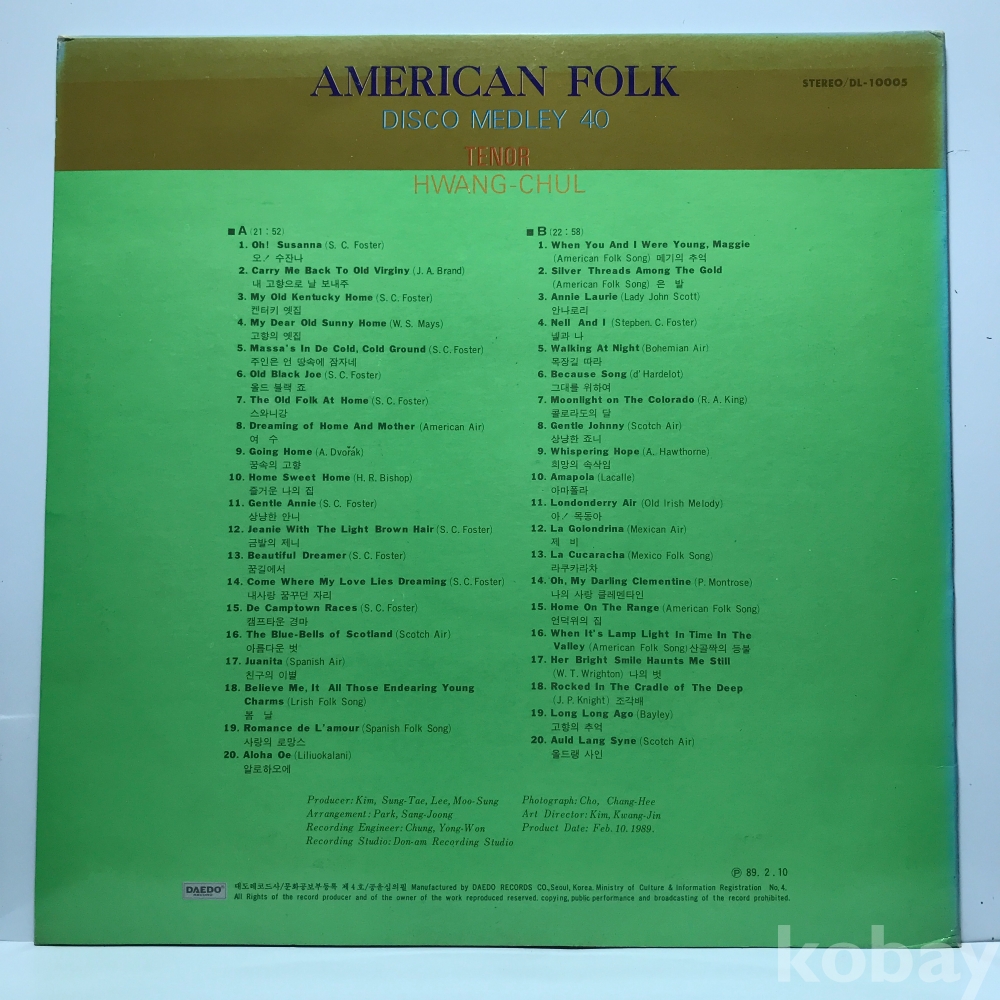 AMERICAN FOLK
STEREO/DL-10005
DISCO MEDLEY 40
TENOR
HWANG-CHUL
■ A (21 : 52)
1. Oh! Susanna (S. C. Foster)
오! 수잔나
2. Carry Me Back To Old Virginy (J. A. Brand)
내 고향으로 날 보내주
3. My Old Kentucky Home (S. C. Foster)
켄터키 옛집
4. My Dear Old Sunny Home (W. S. Mays)
고향의 옛집
5. Massa's In De Cold, Cold Ground (S. C. Foster)
주인은 언 땅속에 잠자네
6. Old Black Joe (S. C. Foster)
올드 블랙 죠
7. The Old Folk At Home (S. C. Foster)
스와니강
8. Dreaming of Home And Mother (American Air)
여 수
9. Going Home (A. Dvořák)
꿈속의 고향
10. Home Sweet Home (H. R. Bishop)
즐거운 나의 집
11. Gentle Annie (S. C. Foster)
상냥한 안니
12. Jeanie With The Light Brown Hair (S. C. Foster)
금발의 제니
13. Beautiful Dreamer (S. C. Foster)
꿈길에서
14. Come Where My Love Lies Dreaming (S. C. Foster)
내사랑 꿈꾸던 자리
15. De Camptown Races (S. C. Foster)
캠프타운 경마
16. The Blue-Bells of Scotland (Scotch Air)
아름다운 벗
17. Juanita (Spanish Air)
친구의 이별
18. Believe Me, It All Those Endearing Young
Charms (Lrish Folk Song)
봄 날
19. Romance de L'amour (Spanish Folk Song)
사랑의 로망스
20. Aloha Oe (Liliuokalani)
알로하오에
■ B (22 : 58)
1. When You And I Were Young, Maggie
(American Folk Song) 메기의 추억
2. Silver Threads Among The Gold
(American Folk Song) 은 발
3. Annie Laurie (Lady John Scott)
안나로리
4. Nell And I (Stepben. C. Foster)
넬과 나
5. Walking At Night (Bohemian Air)
목장길 따라
6. Because Song (d' Hardelot)
그대를 위하여
7. Moonlight on The Colorado (R. A. King)
콜로라도의 달
8. Gentle Johnny (Scotch Air)
상냥한 죠니
9. Whispering Hope (A. Hawthorne)
희망의 속삭임
10. Amapola (Lacalle)
아마폴라
11. Londonderry Air (Old Irish Melody)
아! 목동아
12. La Golondrina (Mexican Air)
제 비
13. La Cucaracha (Mexico Folk Song)
라쿠카라차
14. Oh, My Darling Clementine (P. Montrose)
나의 사랑 클레멘타인
15. Home On The Range (American Folk Song)
언덕위의 집
16. When It's Lamp Light In Time In The
Valley (American Folk Song) 산골짝의 등불
17. Her Bright Smile Haunts Me Still
(W. T. Wrighton) 나의 벗
18. Rocked In The Cradle of The Deep
(J. P. Knight) 조각배
19. Long Long Ago (Bayley)
고향의 추억
20. Auld Lang Syne (Scotch Air)
올드랭 사인
Producer: Kim, Sung-Tae, Lee, Moo-Sung
Arrangement: Park, Sang-Joong
Recording Engineer: Chung, Yong-Won
Recording Studio: Don-am Recording Studio
Photograph: Cho, Chang-Hee
Art Director: Kim, Kwang-Jin
Product Date: Feb. 10. 1989.
Ⓟ 89. 2. 10
DAEDO
대도레코드사/문화공보부등록 제4호/공윤심의필 Manufactured by DAEDO RECORDS CO., Seoul, Korea, Ministry of Culture & Information Registration No. 4.
All Rights of the record producer and of the owner of the work reproduced reserved. copying, public performance and broadcasting of the record prohibited.
kobay